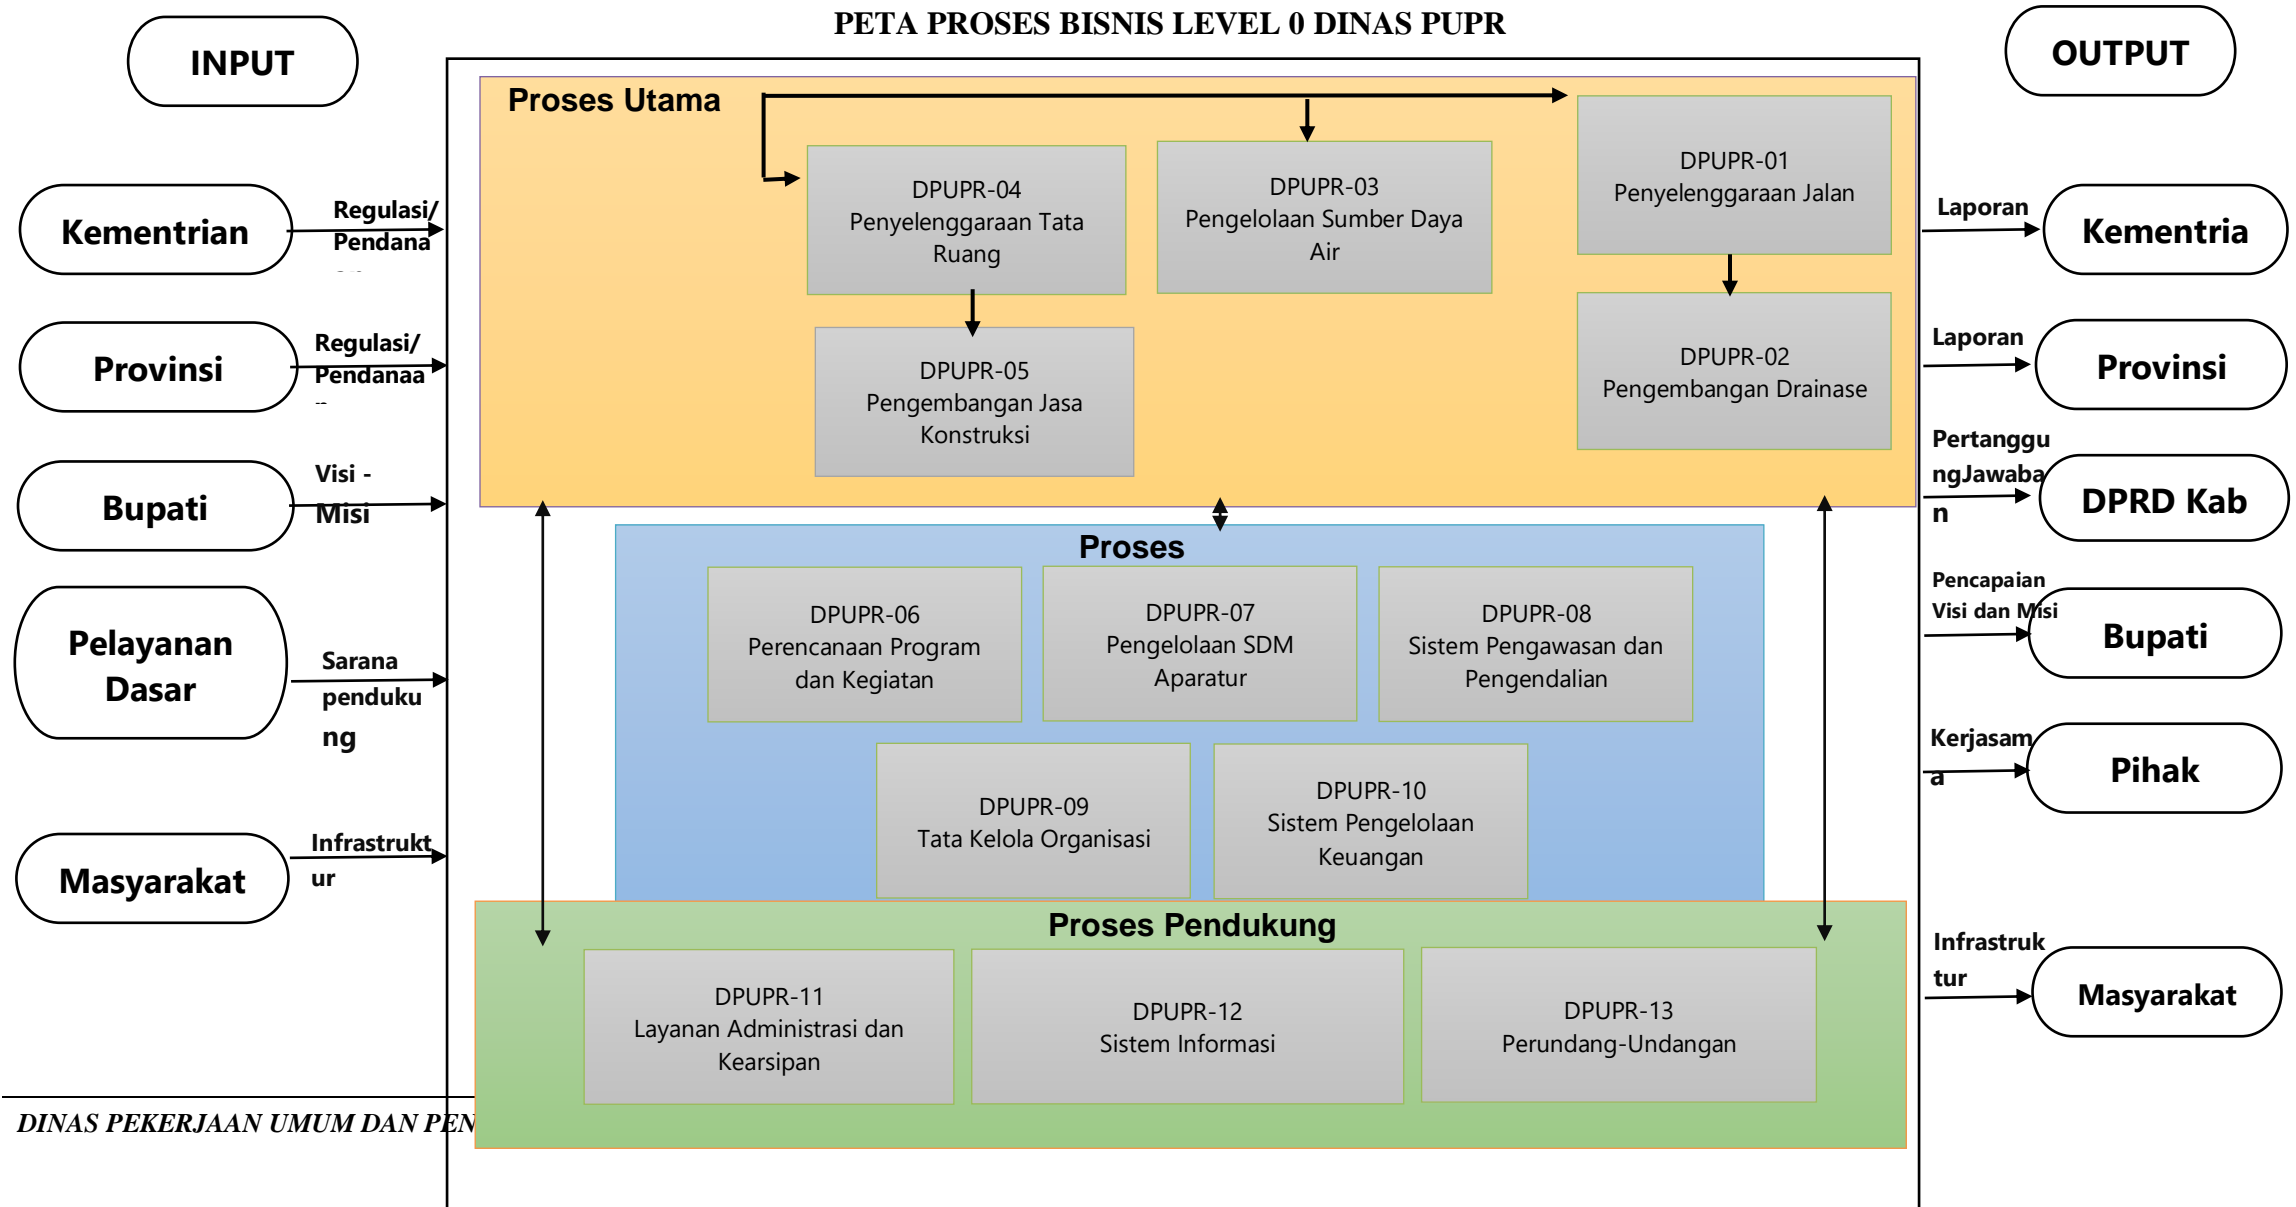 PETA PROSES BISNIS LEVEL 0 DINAS PUPR
INPUT
OUTPUT
Kementrian
Regulasi/
Pendana
Provinsi
Regulasi/
Pendanaa
Bupati
Visi -
Misi
Pelayanan
Dasar
Sarana
penduku
ng
Masyarakat
Infrastrukt
ur
Proses Utama
DPUPR-04
Penyelenggaraan Tata
Ruang
DPUPR-03
Pengelolaan Sumber Daya
Air
DPUPR-01
Penyelenggaraan Jalan
DPUPR-05
Pengembangan Jasa
Konstruksi
DPUPR-02
Pengembangan Drainase
Proses
DPUPR-06
Perencanaan Program
dan Kegiatan
DPUPR-07
Pengelolaan SDM
Aparatur
DPUPR-08
Sistem Pengawasan dan
Pengendalian
DPUPR-09
Tata Kelola Organisasi
DPUPR-10
Sistem Pengelolaan
Keuangan
Proses Pendukung
DPUPR-11
Layanan Administrasi dan
Kearsipan
DPUPR-12
Sistem Informasi
DPUPR-13
Perundang-Undangan
Laporan
Kementria
Laporan
Provinsi
Pertanggu
ngJawaba
n
DPRD Kab
Pencapaian
Visi dan Misi
Bupati
Kerjasam
a
Pihak
Infrastruk
tur
Masyarakat
DINAS PEKERJAAN UMUM DAN PEN